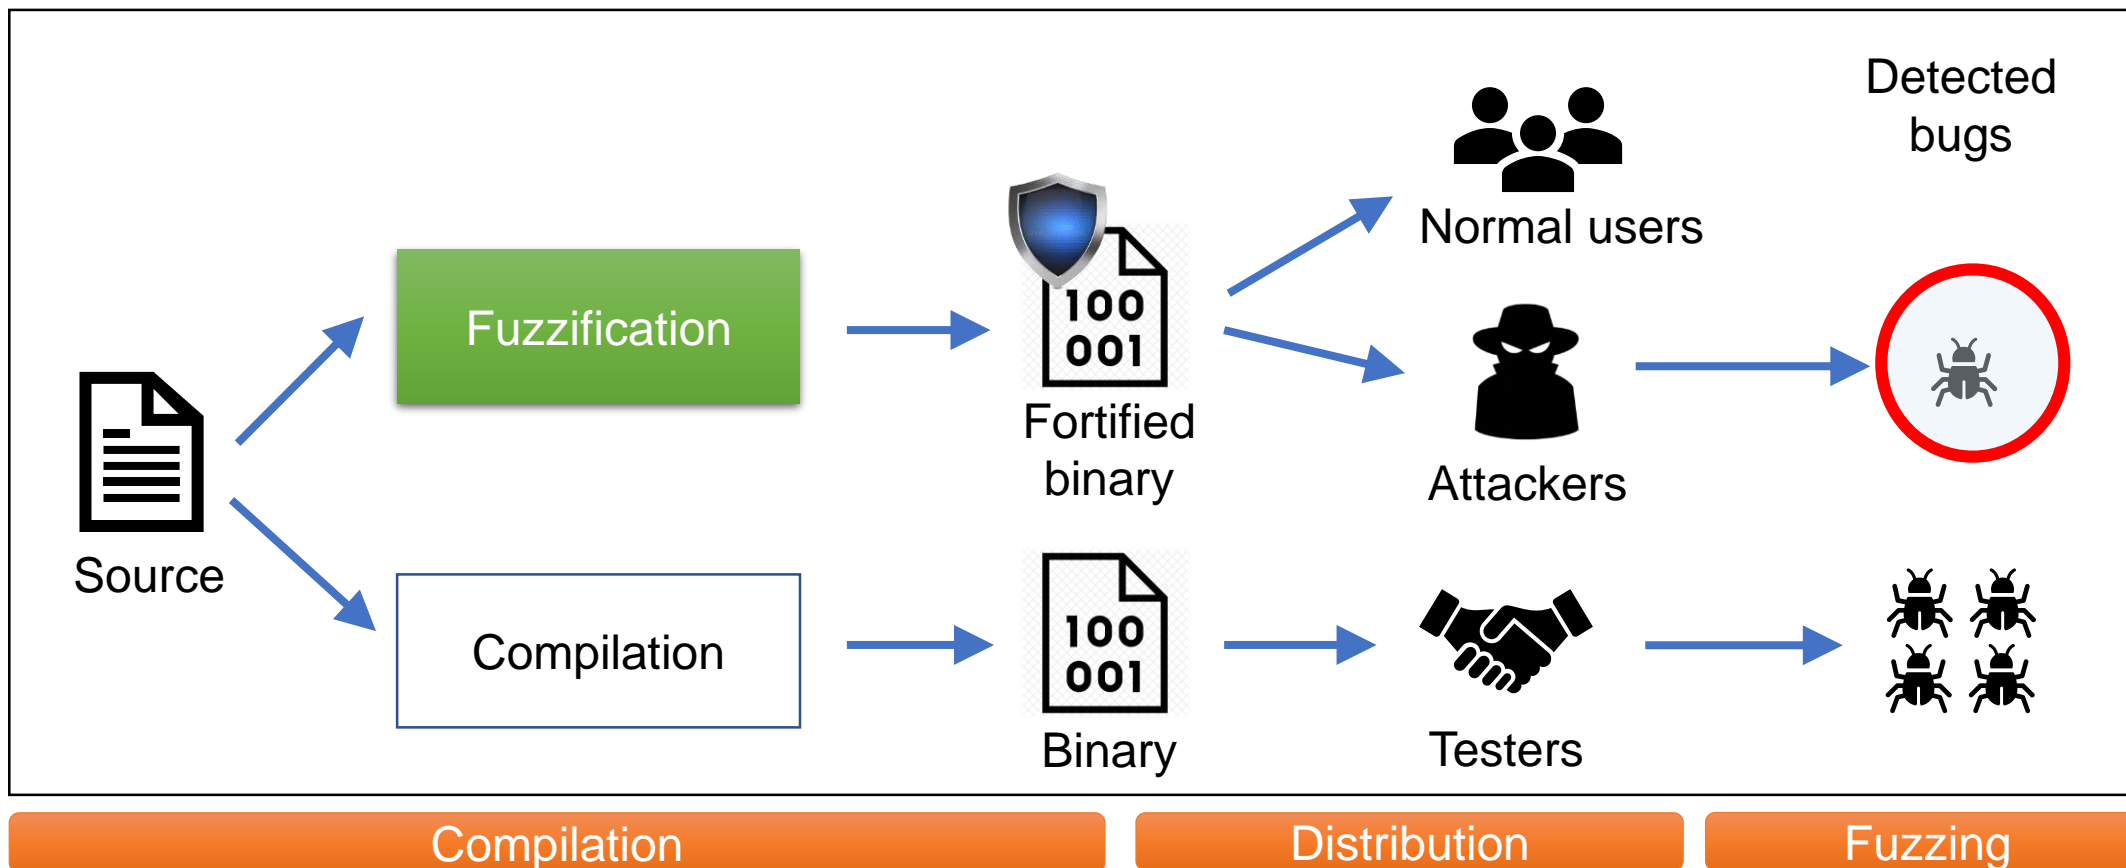 Detected
bugs
Normal users
Fuzzification
100
001
Fortified
binary
Attackers
Source
Compilation
100
001
Binary
Testers
Compilation
Distribution
Fuzzing